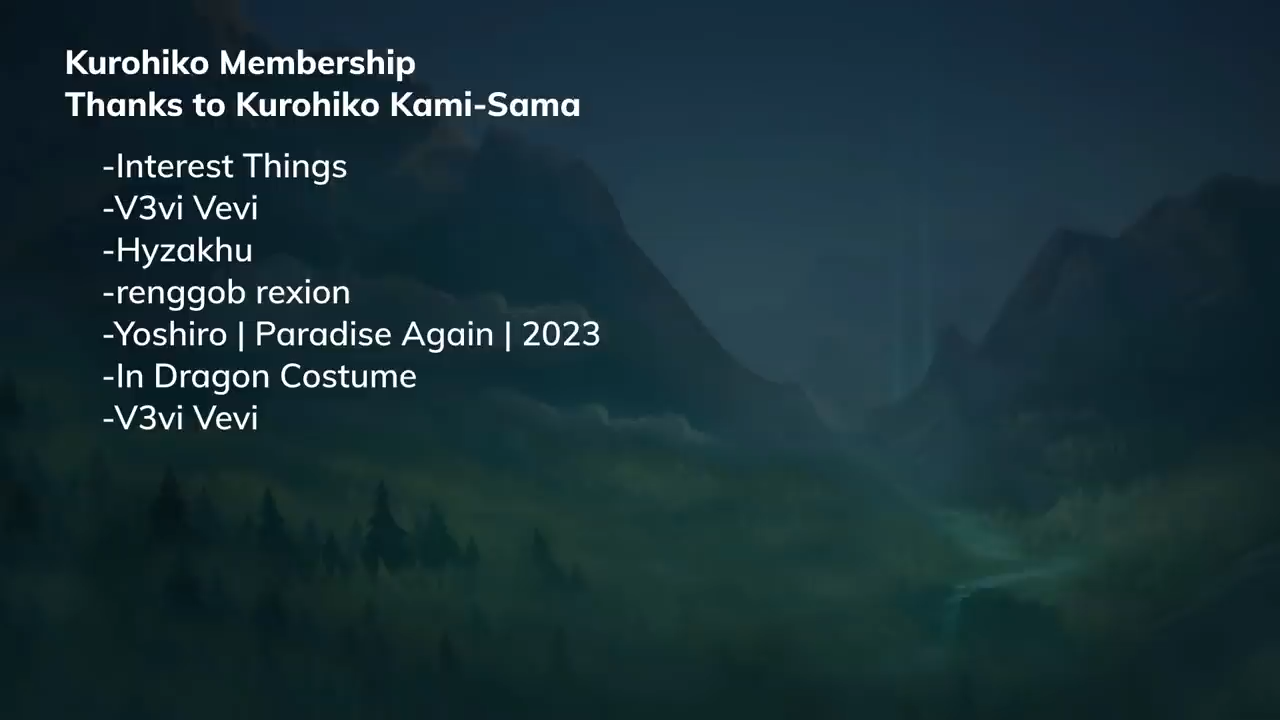 Kurohiko Membership
Thanks to Kurohiko Kami-Sama
-Interest Things
-V3vi Vevi
-Hyzakhu
-renggob rexion
-Yoshiro | Paradise Again | 2023
-In Dragon Costume
-V3vi Vevi